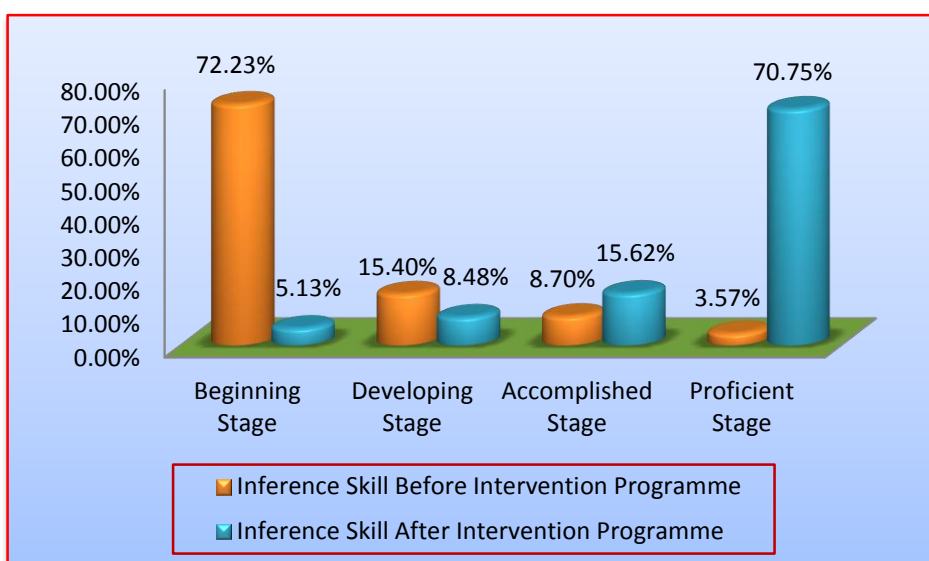 72.23%
70.75%
80.00%
70.00%
60.00%
50.00%
40.00%
30.00%
20.00%
10.00%
0.00%
5.13%
15.40%
8.48%
8.70%
15.62%
3.57%
Beginning
Stage
Developing
Stage
Accomplished
Stage
Proficient
Stage
Inference Skill Before Intervention Programme
Inference Skill After Intervention Programme